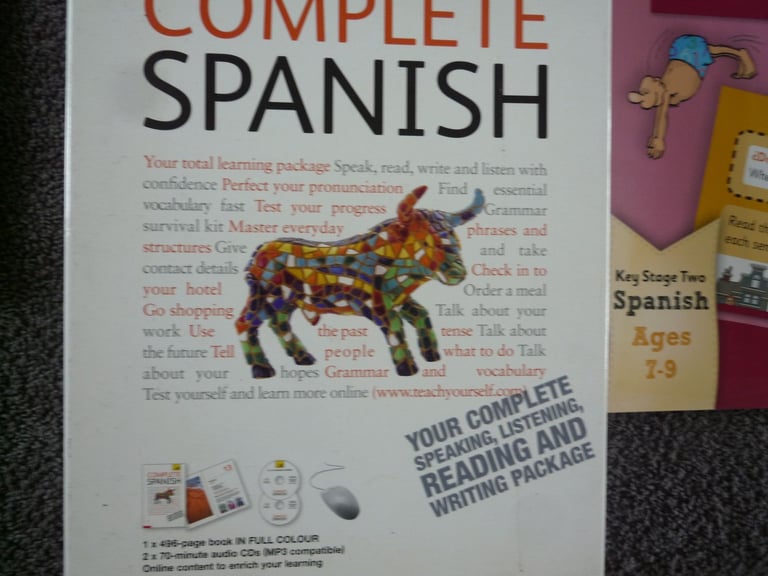 COMPLETE
SPANISH
Your total learning package Speak, read, write and listen with
confidence Perfect your pronunciation Find essential
vocabulary fast Test your progress Grammar
survival kit Master everyday phrases and
structures Give and take
contact details Check in to
your hotel Order a meal
Go shopping Talk about your
work Use the past tense Talk about
the future Tell people what to do Talk
about your hopes Grammar and vocabulary
Test yourself and learn more online (www.teachyourself.com)
YOUR COMPLETE
SPEAKING, LISTENING,
READING AND
WRITING PACKAGE
COMPLETE
SPANISH
1 x 496-page book IN FULL COLOUR
2 x 70-minute audio CDs (MP3 compatible)
Online content to enrich your learning
Read
each
Key Stage Two
Spanish
Ages
7-9